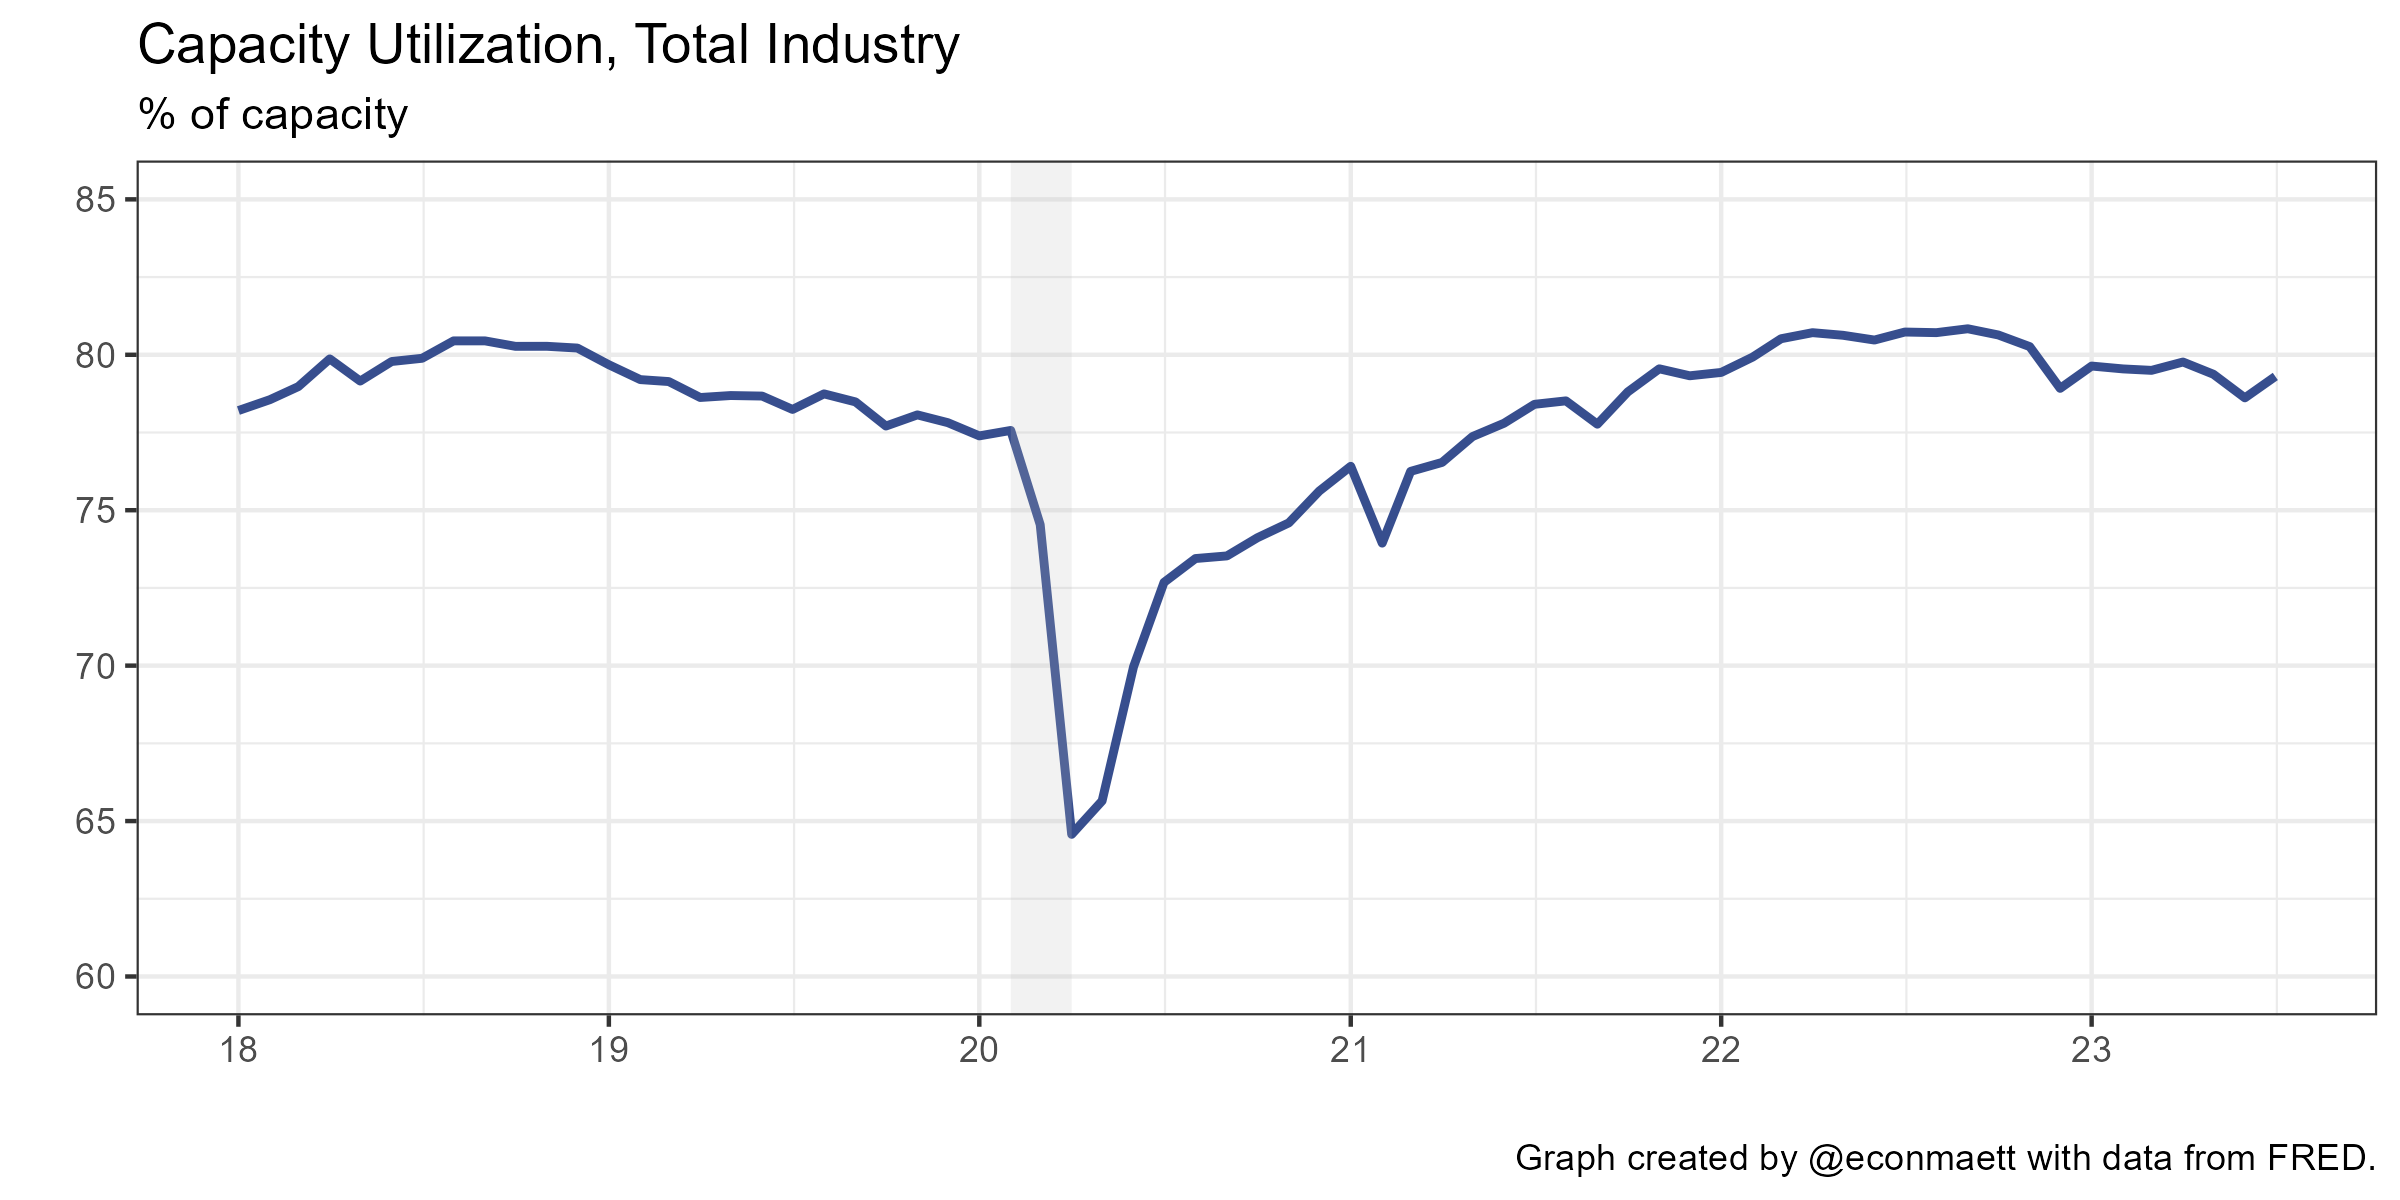 Capacity Utilization, Total Industry
% of capacity
85
80
75
70
65
60
18 19 20 21 22 23
Graph created by @econmaett with data from FRED.